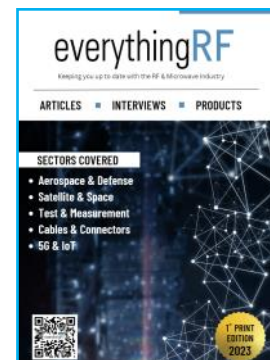 everythingRF
Keeping you up to date with the RF & Microwave Industry
ARTICLES ▪ INTERVIEWS ▪ PRODUCTS
SECTORS COVERED
• Aerospace & Defense
• Satellite & Space
• Test & Measurement
• Cables & Connectors
• 5G & IoT
1st PRINT
EDITION
2023